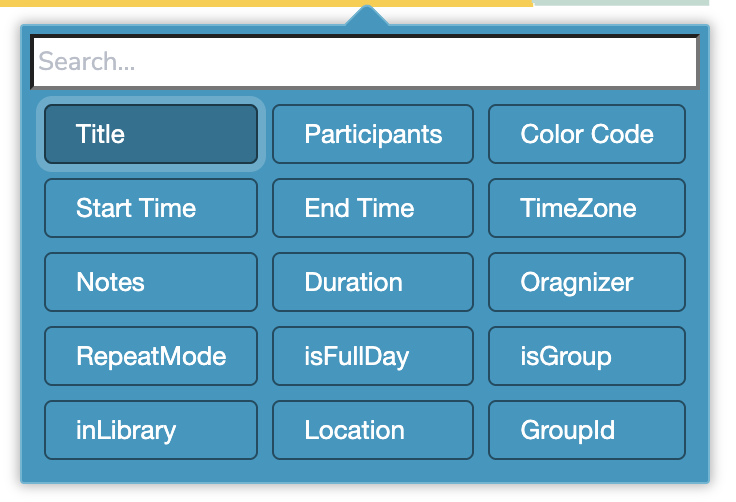 Search...
Title Participants Color Code
Start Time End Time TimeZone
Notes Duration Oragnizer
RepeatMode isFullDay isGroup
inLibrary Location GroupId